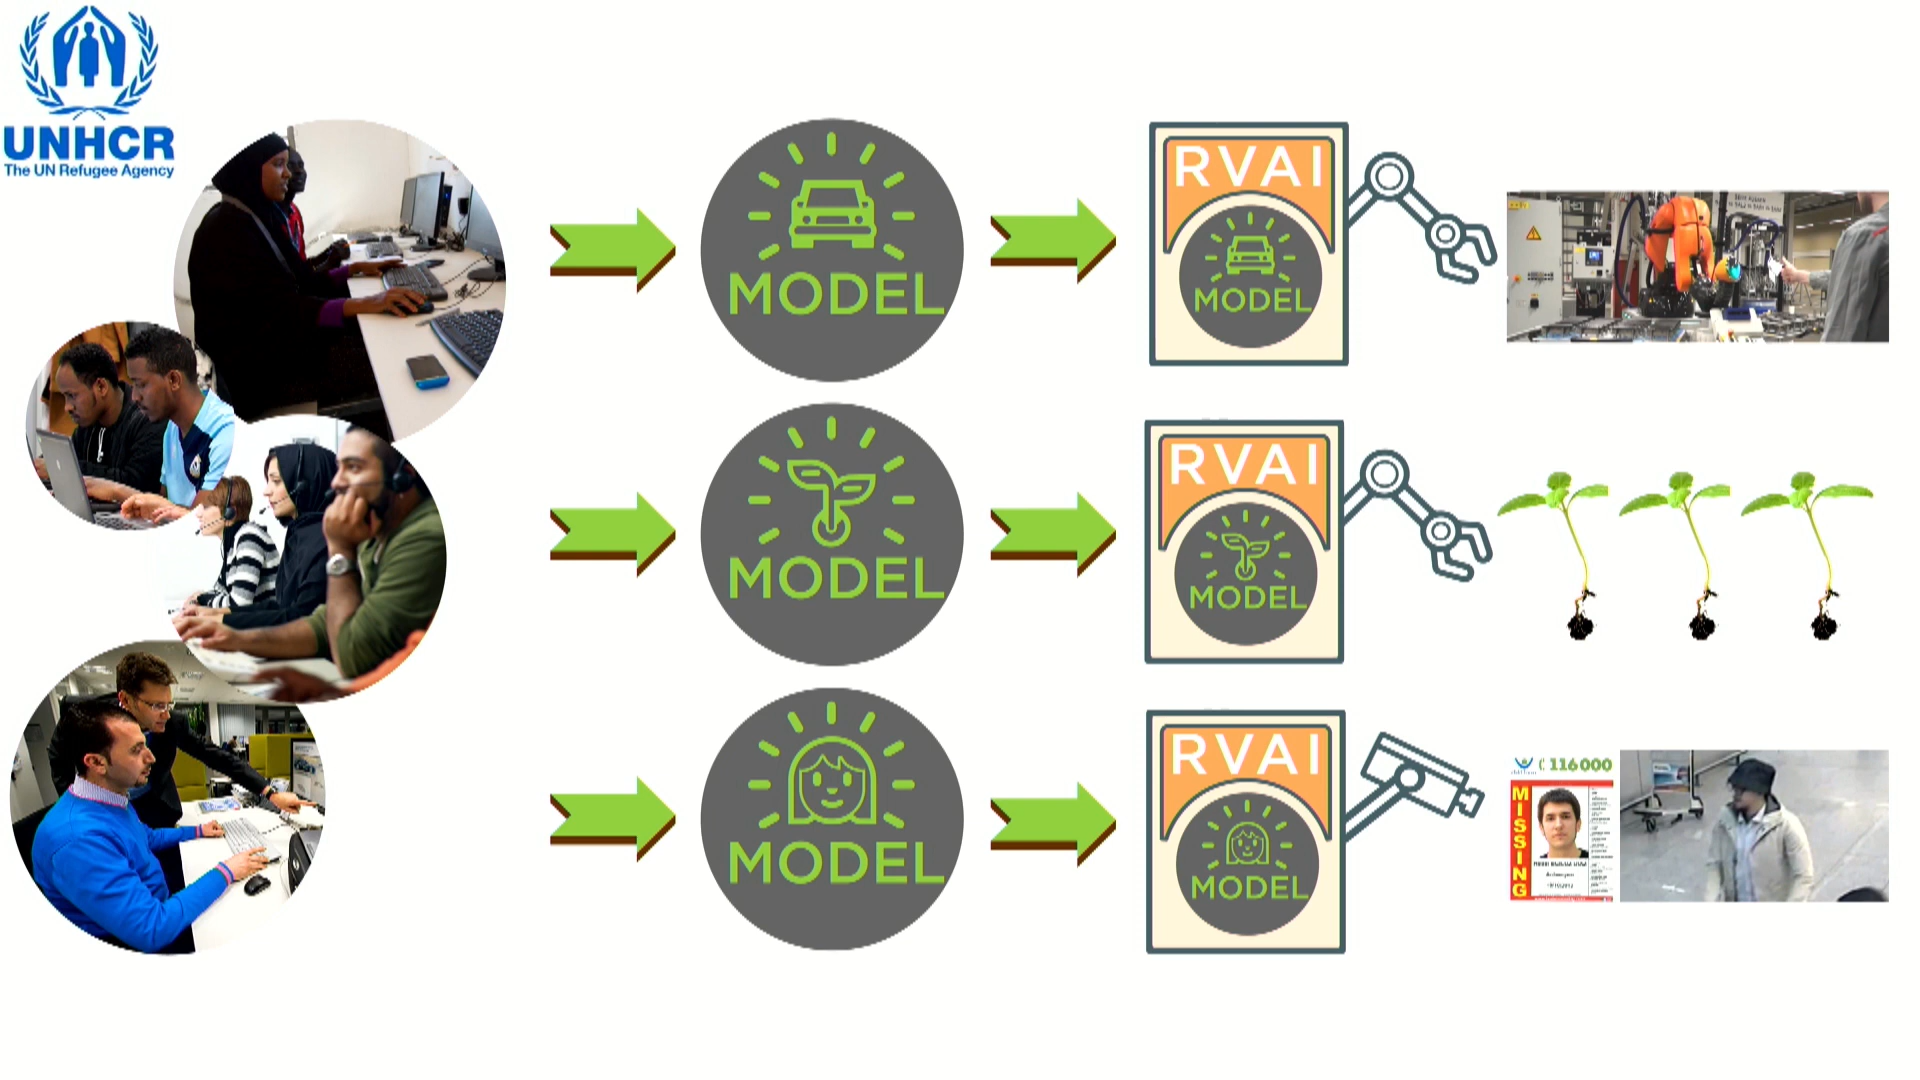 UNHCR
The UN Refugee Agency
MODEL
RVAI
MODEL
MODEL
RVAI
MODEL
MODEL
RVAI
MODEL
116000
MISSING